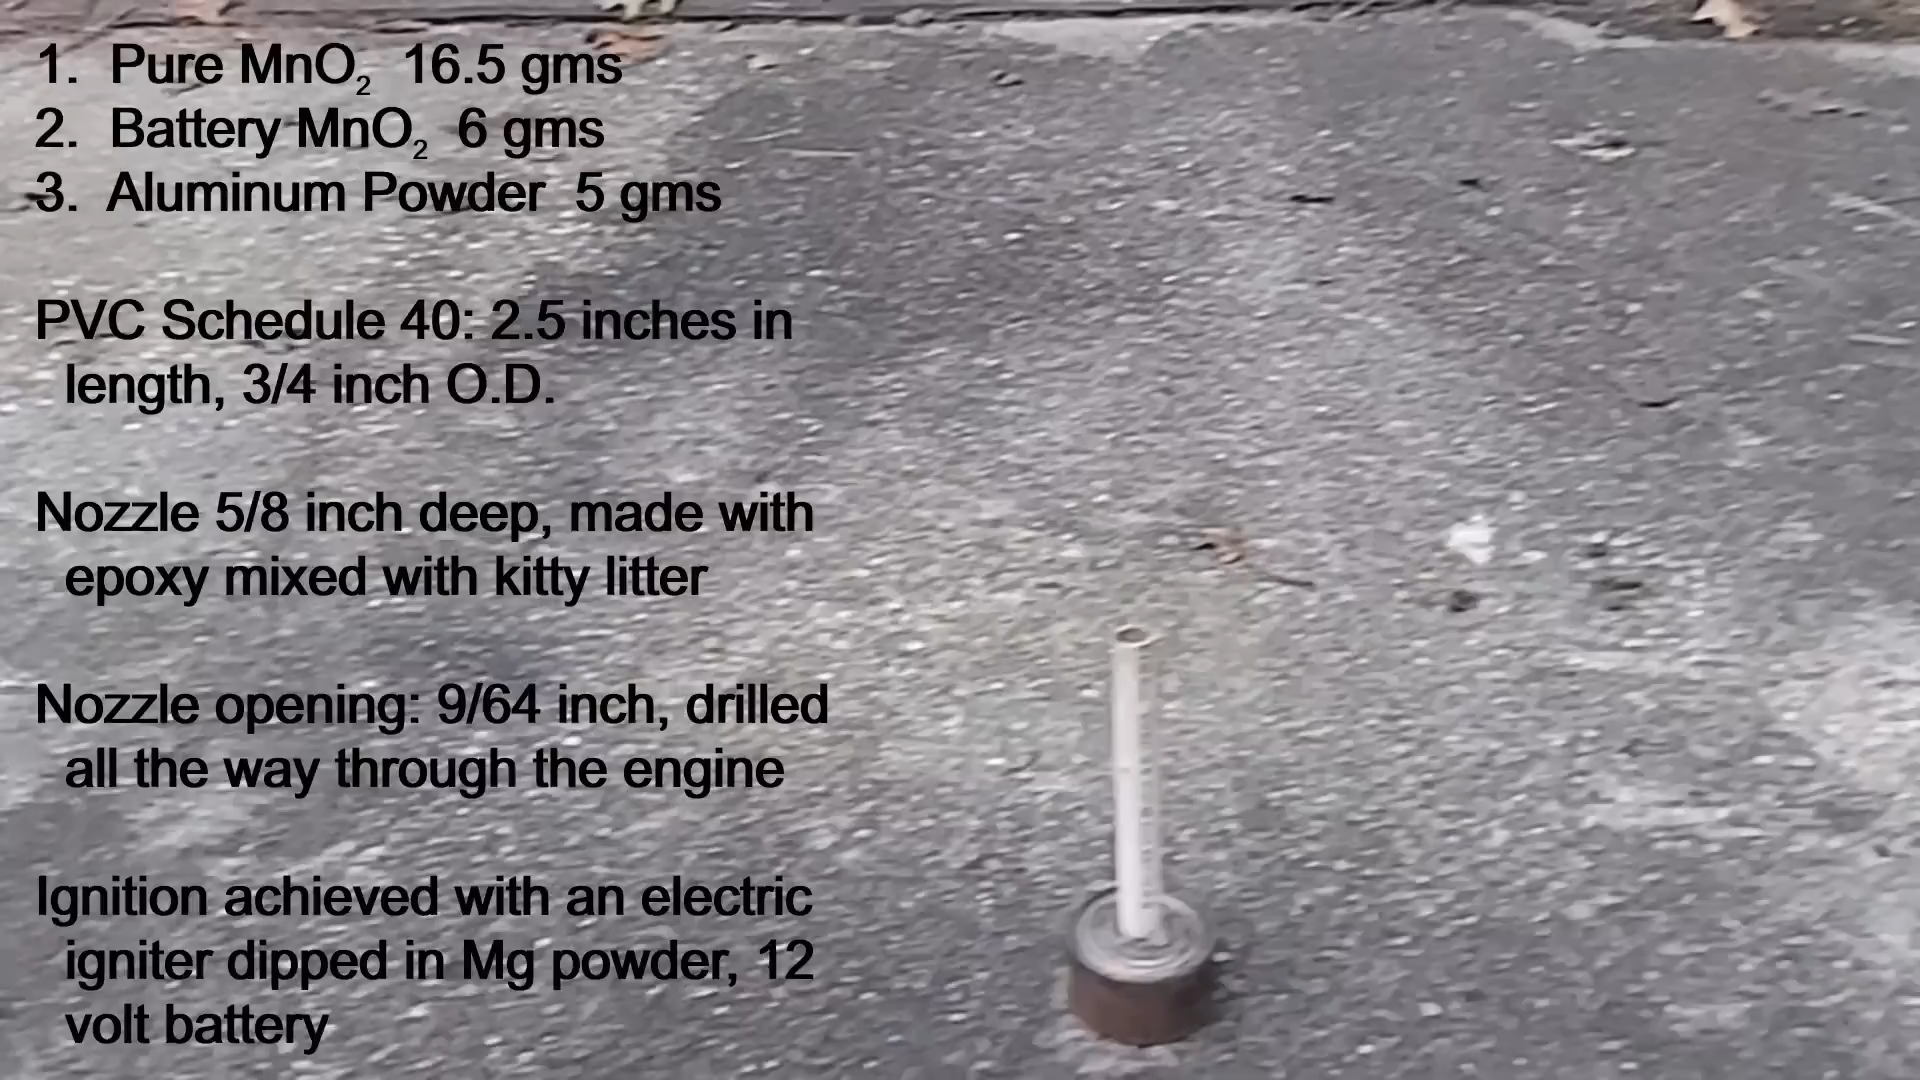 1. Pure MnO₂ 16.5 gms
2. Battery MnO₂ 6 gms
3. Aluminum Powder 5 gms
PVC Schedule 40: 2.5 inches in
length, 3/4 inch O.D.
Nozzle 5/8 inch deep, made with
epoxy mixed with kitty litter
Nozzle opening: 9/64 inch, drilled
all the way through the engine
Ignition achieved with an electric
igniter dipped in Mg powder, 12
volt battery